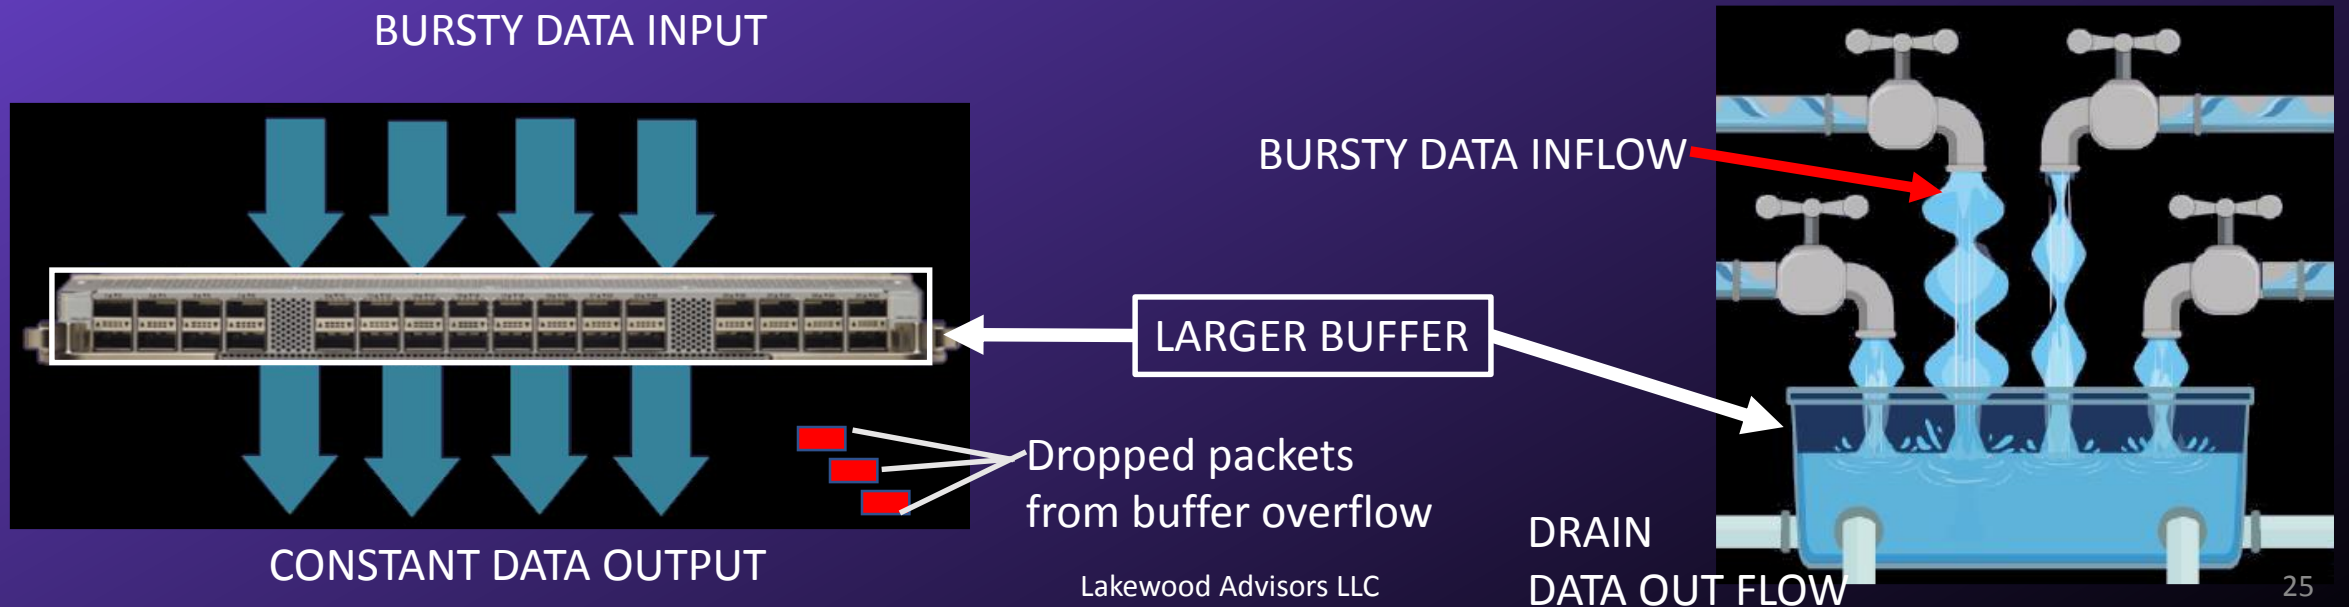 BURSTY DATA INPUT
BURSTY DATA INFLOW
LARGER BUFFER
Dropped packets
from buffer overflow
CONSTANT DATA OUTPUT
DRAIN
DATA OUT FLOW
Lakewood Advisors LLC
25